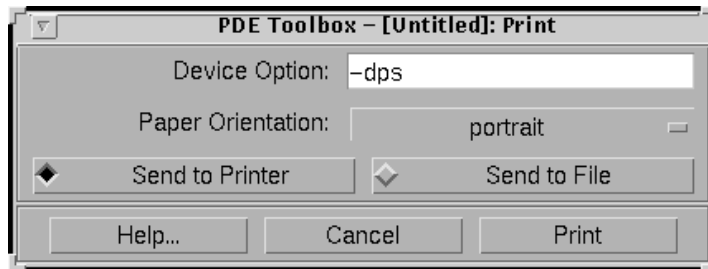 PDE Toolbox – [Untitled]: Print
Device Option: –dps
Paper Orientation: portrait
Send to Printer Send to File
Help... Cancel Print